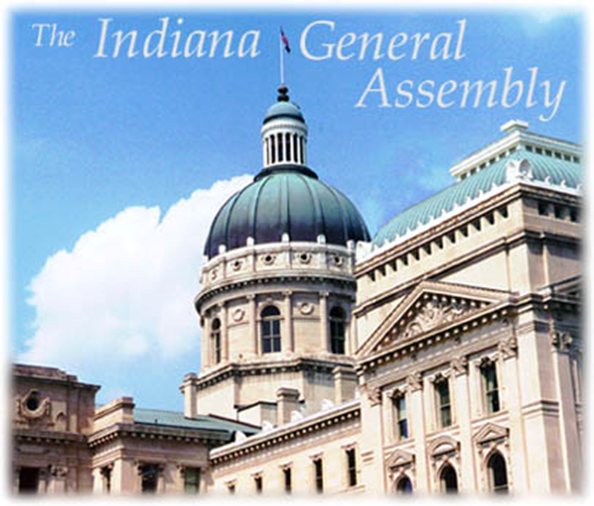 The Indiana General
Assembly